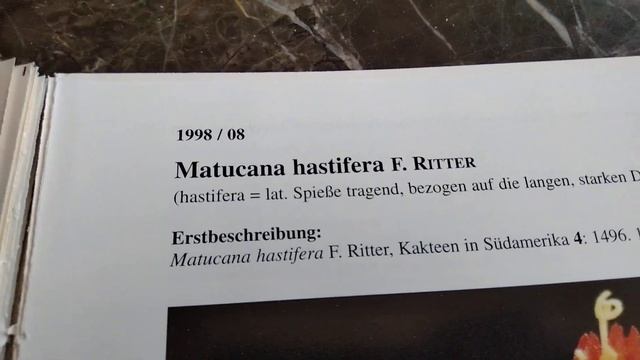 1998 / 08
Matucana hastifera F. RITTER
(hastifera = lat. Spieße tragend, bezogen auf die langen, starken
Erstbeschreibung:
Matucana hastifera F. Ritter, Kakteen in Südamerika 4: 1496.